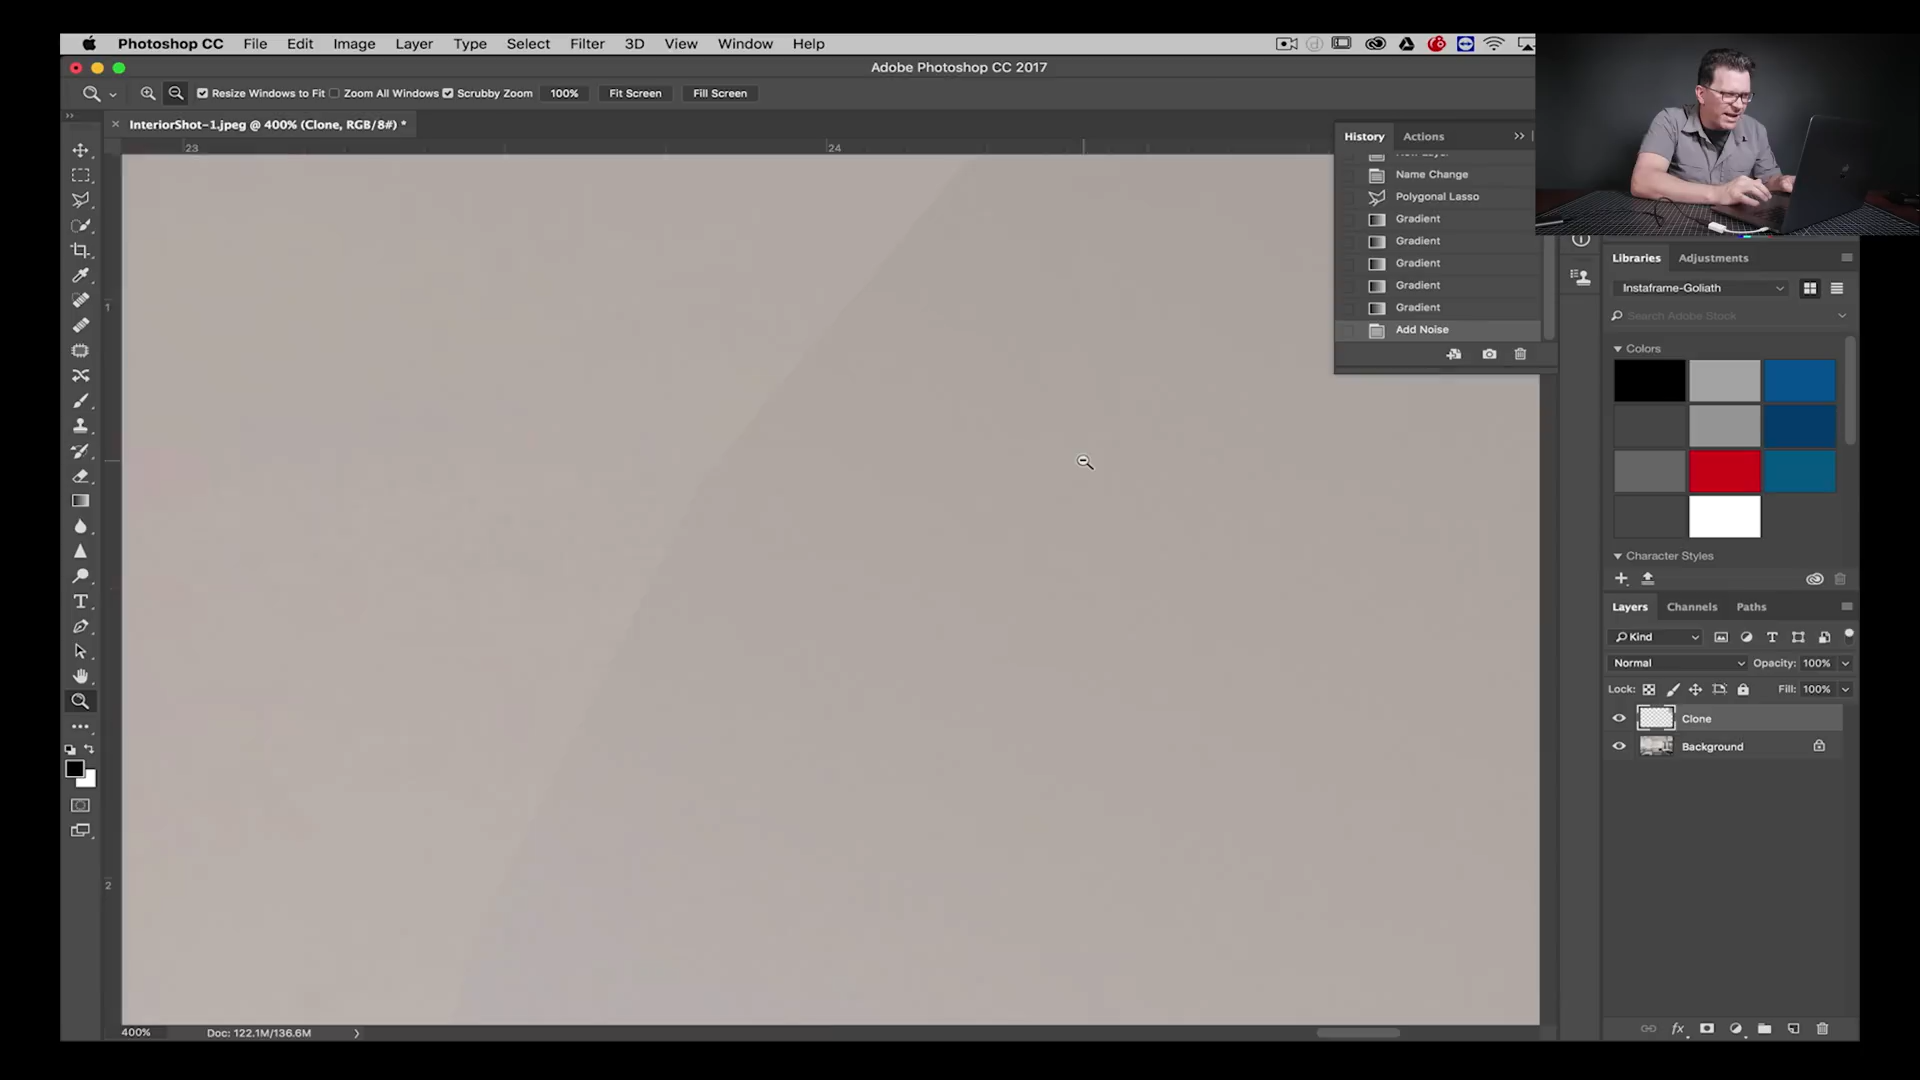 Photoshop CC File Edit Image Layer Type Select Filter 3D View Window Help
Adobe Photoshop CC 2017
Resize Windows to Fit Zoom All Windows Scrubby Zoom 100% Fit Screen Fill Screen
× InteriorShot-1.jpeg @ 400% (Clone, RGB/8#) *
23 24
1
2
History Actions
Name Change
Polygonal Lasso
Gradient
Gradient
Gradient
Gradient
Gradient
Add Noise
Libraries Adjustments
Instaframe-Goliath
Search Adobe Stock
Colors
Character Styles
Layers Channels Paths
Kind
Normal Opacity: 100%
Lock: Fill: 100%
Clone
Background
fx
400% Doc: 122.1M/136.6M